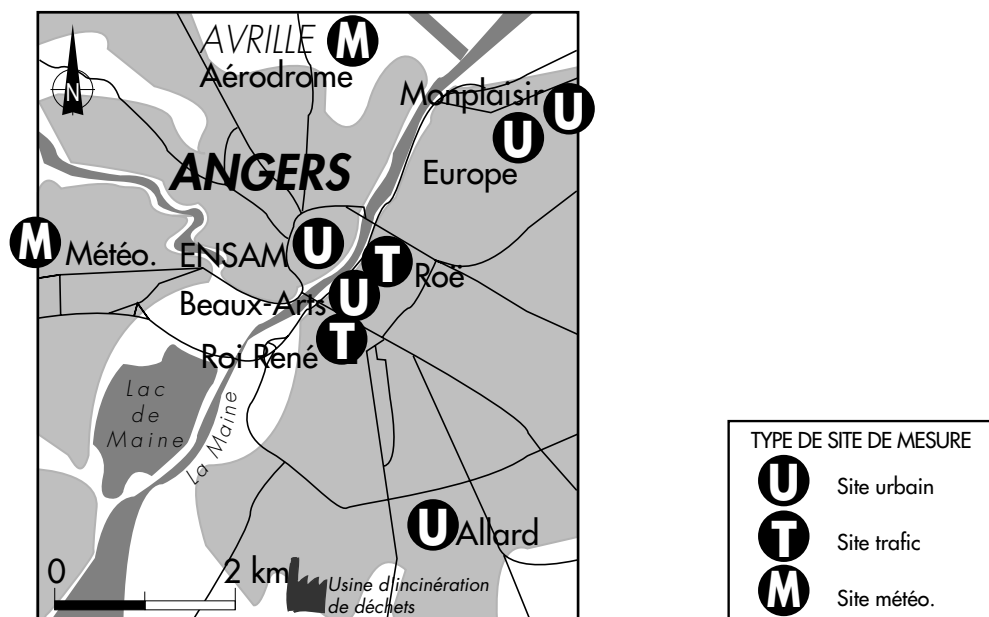 AVRILLE M
Aérodrome
N
Monplaisir U
U
Europe
ANGERS
M Météo.
ENSAM U
T Roë
Beaux-Arts U
Roi René T
Lac
de
Maine
La Maine
U Allard
0 2 km
Usine d'incinération
de déchets
TYPE DE SITE DE MESURE
U Site urbain
T Site trafic
M Site météo.